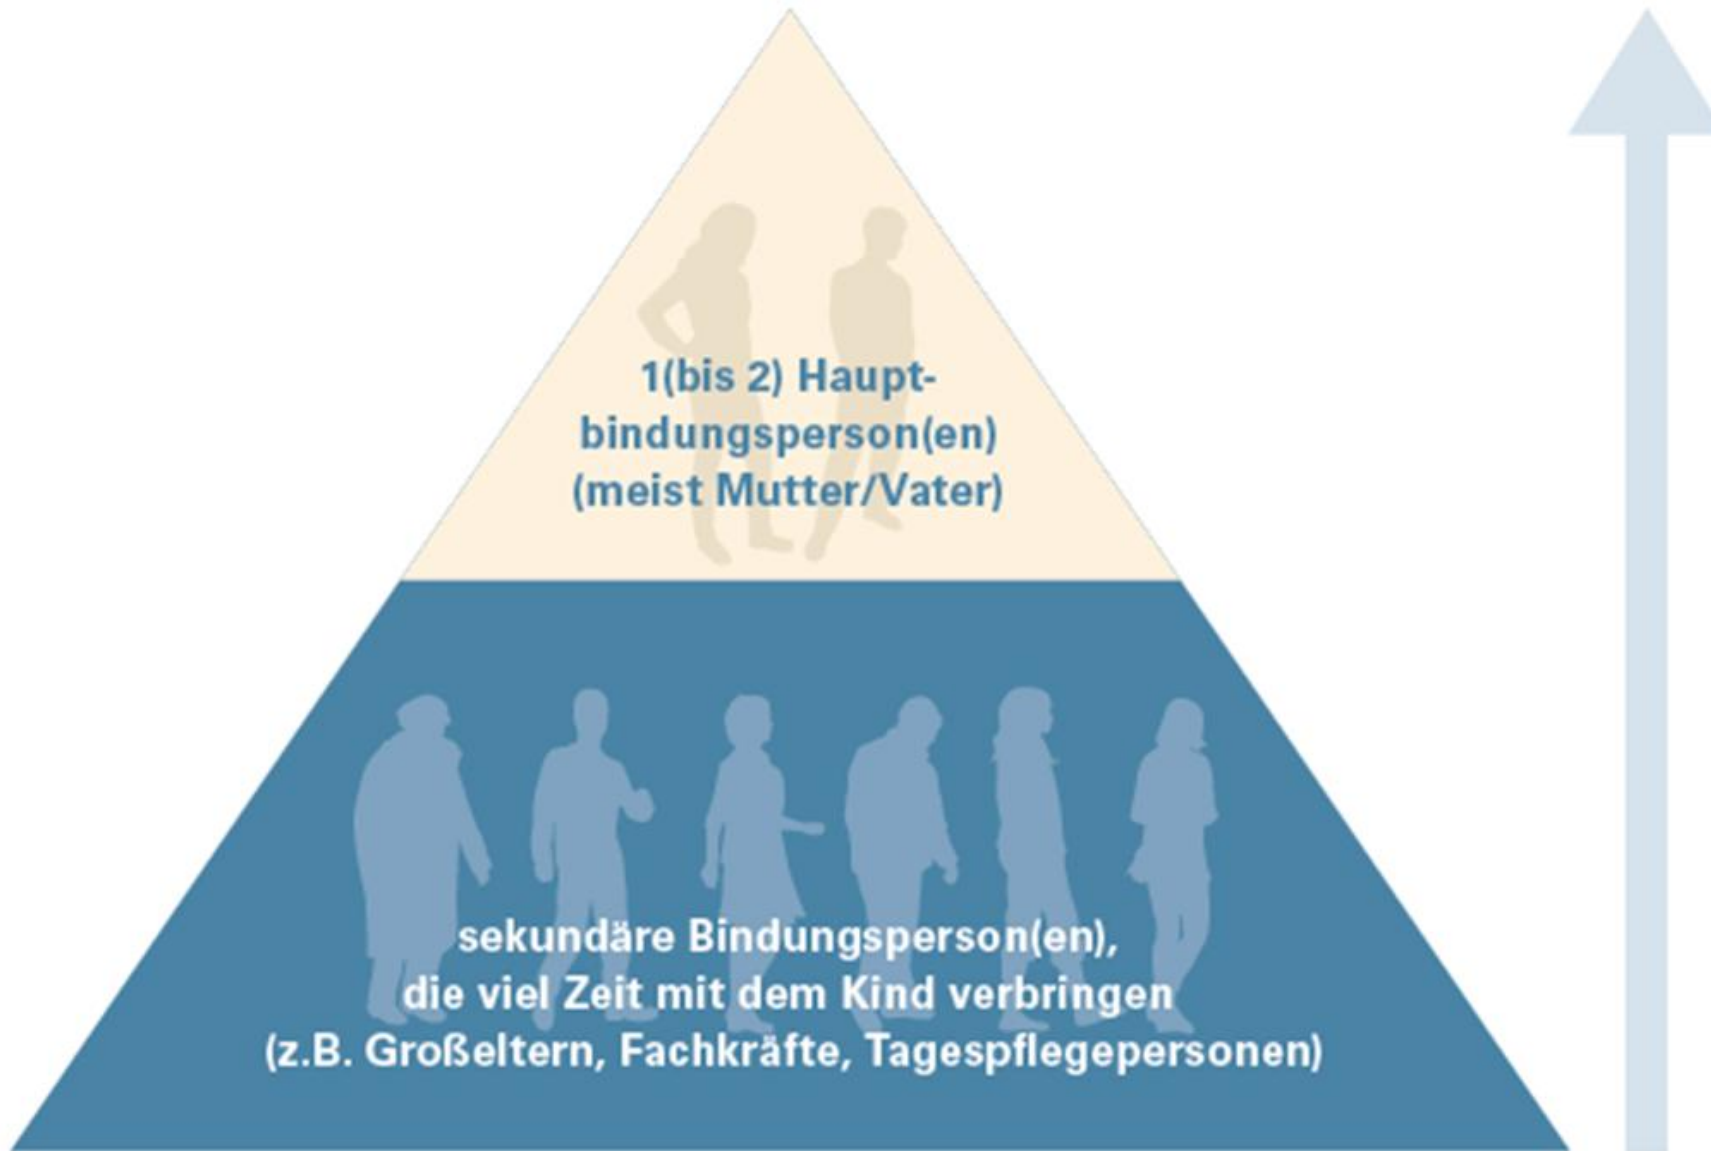 1(bis 2) Haupt-
bindungsperson(en)
(meist Mutter/Vater)
sekundäre Bindungsperson(en),
die viel Zeit mit dem Kind verbringen
(z.B. Großeltern, Fachkräfte, Tagespflegepersonen)